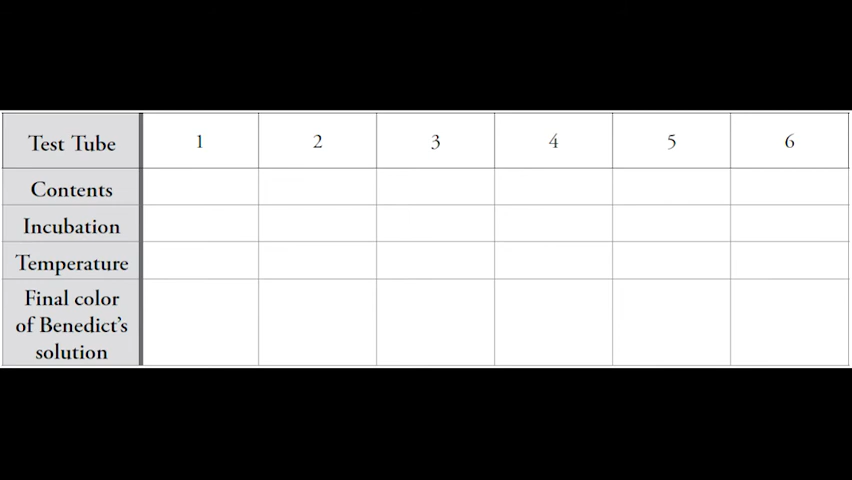 Test Tube 1 2 3 4 5 6
Contents
Incubation
Temperature
Final color
of Benedict's
solution